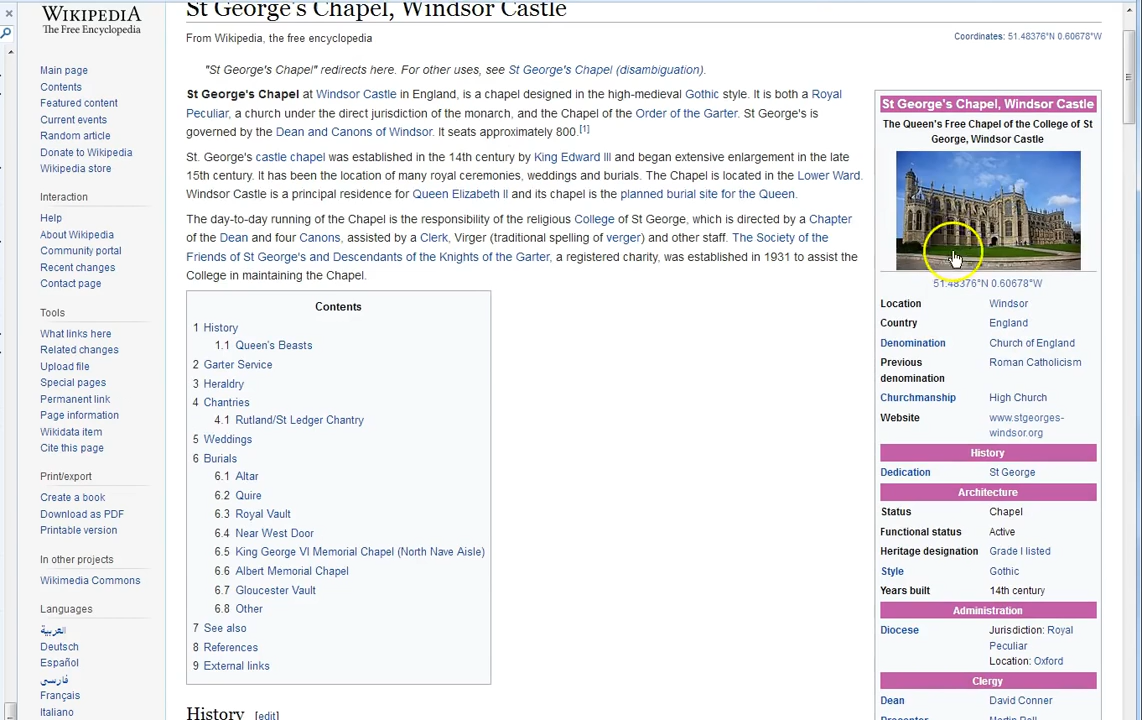 WIKIPEDIA
The Free Encyclopedia
Main page
Contents
Featured content
Current events
Random article
Donate to Wikipedia
Wikipedia store
Interaction
Help
About Wikipedia
Community portal
Recent changes
Contact page
Tools
What links here
Related changes
Upload file
Special pages
Permanent link
Page information
Wikidata item
Cite this page
Print/export
Create a book
Download as PDF
Printable version
In other projects
Wikimedia Commons
Languages
العربية
Deutsch
Español
فارسی
Français
Italiano
St George's Chapel, Windsor Castle
From Wikipedia, the free encyclopedia
Coordinates: 51.48376°N 0.60678°W
"St George's Chapel" redirects here. For other uses, see St George's Chapel (disambiguation).
St George's Chapel at Windsor Castle in England, is a chapel designed in the high-medieval Gothic style. It is both a Royal
Peculiar, a church under the direct jurisdiction of the monarch, and the Chapel of the Order of the Garter. St George's is
governed by the Dean and Canons of Windsor. It seats approximately 800.[1]
St. George's castle chapel was established in the 14th century by King Edward III and began extensive enlargement in the late
15th century. It has been the location of many royal ceremonies, weddings and burials. The Chapel is located in the Lower Ward.
Windsor Castle is a principal residence for Queen Elizabeth II and its chapel is the planned burial site for the Queen.
The day-to-day running of the Chapel is the responsibility of the religious College of St George, which is directed by a Chapter
of the Dean and four Canons, assisted by a Clerk, Virger (traditional spelling of verger) and other staff. The Society of the
Friends of St George's and Descendants of the Knights of the Garter, a registered charity, was established in 1931 to assist the
College in maintaining the Chapel.
Contents
1 History
1.1 Queen's Beasts
2 Garter Service
3 Heraldry
4 Chantries
4.1 Rutland/St Ledger Chantry
5 Weddings
6 Burials
6.1 Altar
6.2 Quire
6.3 Royal Vault
6.4 Near West Door
6.5 King George VI Memorial Chapel (North Nave Aisle)
6.6 Albert Memorial Chapel
6.7 Gloucester Vault
6.8 Other
7 See also
8 References
9 External links
History [edit]
St George's Chapel, Windsor Castle
The Queen's Free Chapel of the College of St
George, Windsor Castle
51.48376°N 0.60678°W
Location Windsor
Country England
Denomination Church of England
Previous Roman Catholicism
denomination
Churchmanship High Church
Website www.stgeorges-
windsor.org
History
Dedication St George
Architecture
Status Chapel
Functional status Active
Heritage designation Grade I listed
Style Gothic
Years built 14th century
Administration
Diocese Jurisdiction: Royal
Peculiar
Location: Oxford
Clergy
Dean David Conner